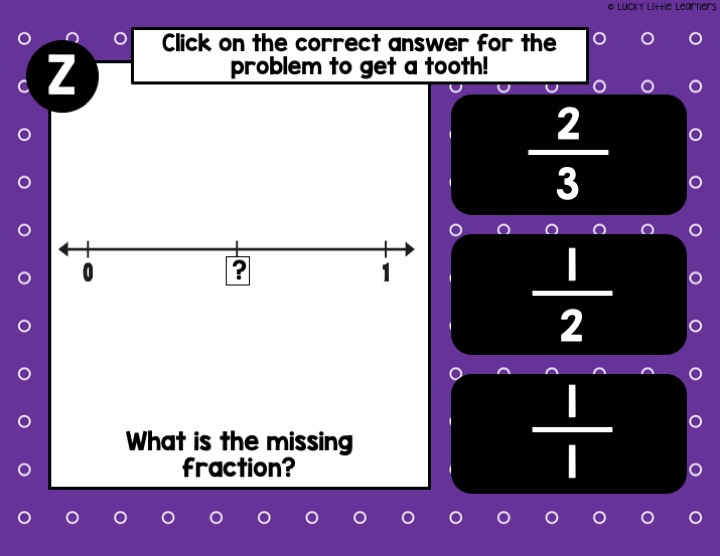 © Lucky Little Learners
Click on the correct answer for the
problem to get a tooth!
Z
0
?
1
What is the missing
fraction?
2
3
1
2
1
1